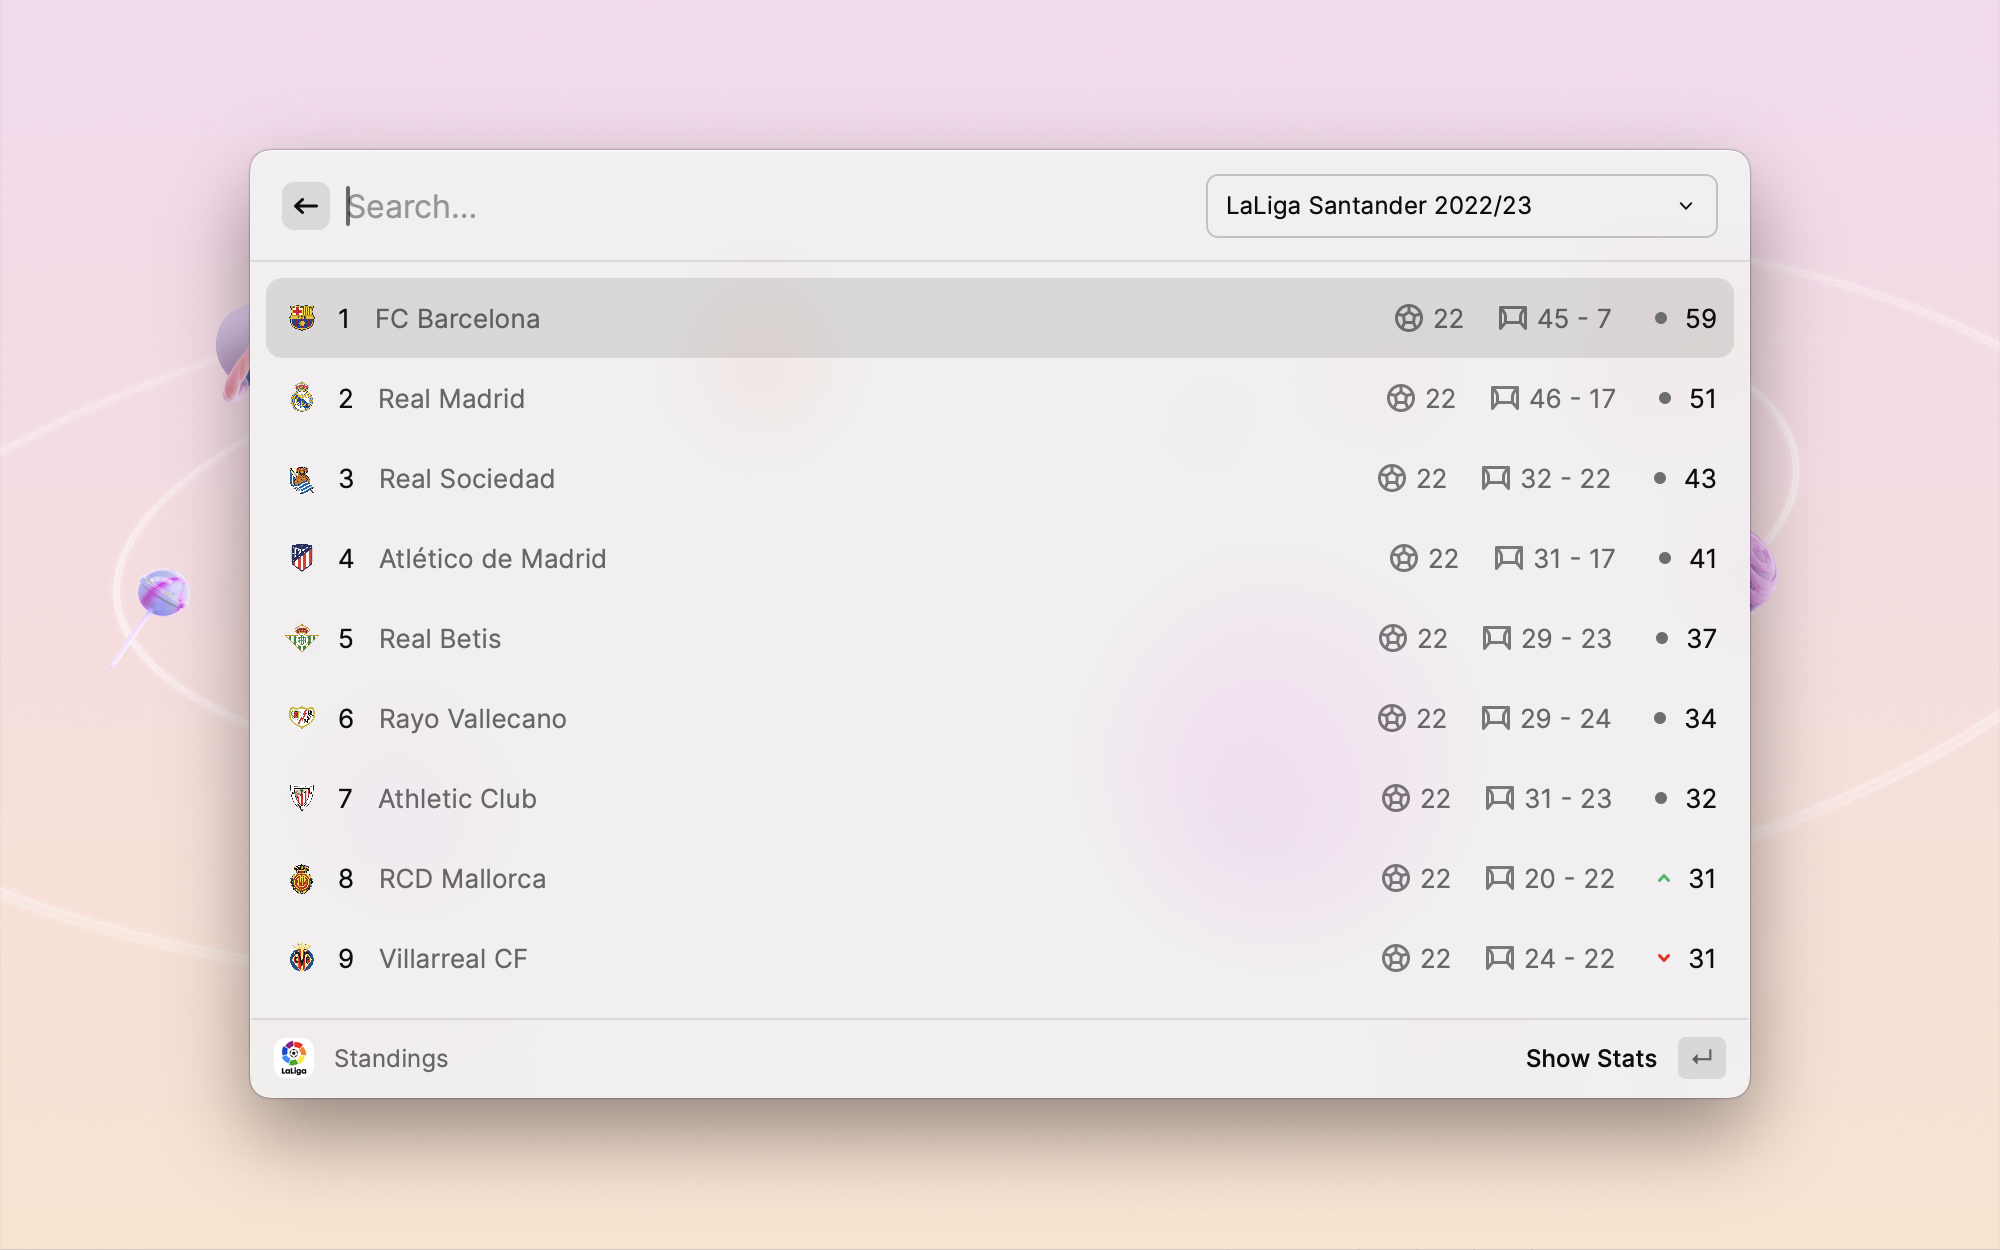 Search...
LaLiga Santander 2022/23
1 FC Barcelona 22 45 - 7 59
2 Real Madrid 22 46 - 17 51
3 Real Sociedad 22 32 - 22 43
4 Atlético de Madrid 22 31 - 17 41
5 Real Betis 22 29 - 23 37
6 Rayo Vallecano 22 29 - 24 34
7 Athletic Club 22 31 - 23 32
8 RCD Mallorca 22 20 - 22 31
9 Villarreal CF 22 24 - 22 31
LaLiga Standings Show Stats